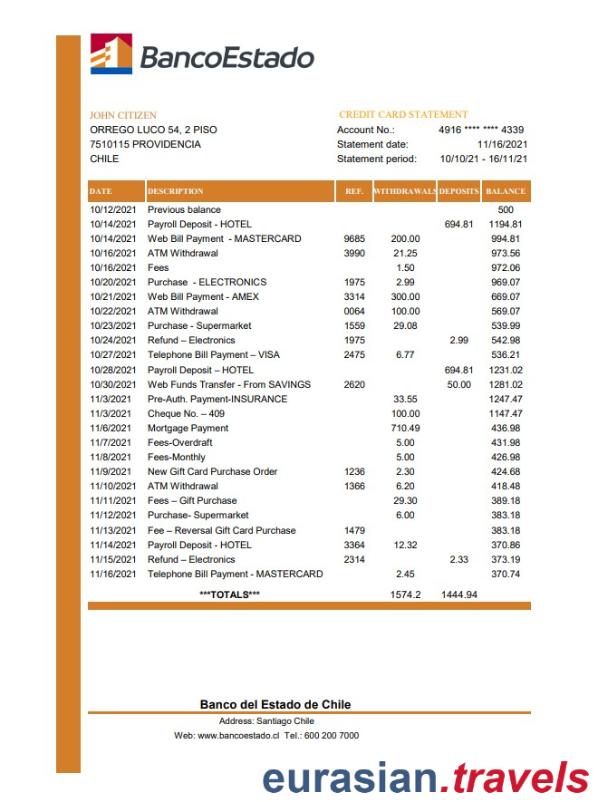 BancoEstado
JOHN CITIZEN
ORREGO LUCO 54, 2 PISO
7510115 PROVIDENCIA
CHILE
CREDIT CARD STATEMENT
Account No.: 4916 **** **** 4339
Statement date: 11/16/2021
Statement period: 10/10/21 - 16/11/21
DATE DESCRIPTION REF. WITHDRAWALS DEPOSITS BALANCE
10/12/2021 Previous balance 500
10/14/2021 Payroll Deposit - HOTEL 694.81 1194.81
10/14/2021 Web Bill Payment - MASTERCARD 9685 200.00 994.81
10/16/2021 ATM Withdrawal 3990 21.25 973.56
10/16/2021 Fees 1.50 972.06
10/20/2021 Purchase - ELECTRONICS 1975 2.99 969.07
10/21/2021 Web Bill Payment - AMEX 3314 300.00 669.07
10/22/2021 ATM Withdrawal 0064 100.00 569.07
10/23/2021 Purchase - Supermarket 1559 29.08 539.99
10/24/2021 Refund – Electronics 1975 2.99 542.98
10/27/2021 Telephone Bill Payment – VISA 2475 6.77 536.21
10/28/2021 Payroll Deposit – HOTEL 694.81 1231.02
10/30/2021 Web Funds Transfer - From SAVINGS 2620 50.00 1281.02
11/3/2021 Pre-Auth. Payment-INSURANCE 33.55 1247.47
11/3/2021 Cheque No. – 409 100.00 1147.47
11/6/2021 Mortgage Payment 710.49 436.98
11/7/2021 Fees-Overdraft 5.00 431.98
11/8/2021 Fees-Monthly 5.00 426.98
11/9/2021 New Gift Card Purchase Order 1236 2.30 424.68
11/10/2021 ATM Withdrawal 1366 6.20 418.48
11/11/2021 Fees – Gift Purchase 29.30 389.18
11/12/2021 Purchase- Supermarket 6.00 383.18
11/13/2021 Fee – Reversal Gift Card Purchase 1479 383.18
11/14/2021 Payroll Deposit - HOTEL 3364 12.32 370.86
11/15/2021 Refund – Electronics 2314 2.33 373.19
11/16/2021 Telephone Bill Payment - MASTERCARD 2.45 370.74
***TOTALS*** 1574.2 1444.94
Banco del Estado de Chile
Address: Santiago Chile
Web: www.bancoestado.cl Tel.: 600 200 7000
eurasian.travels